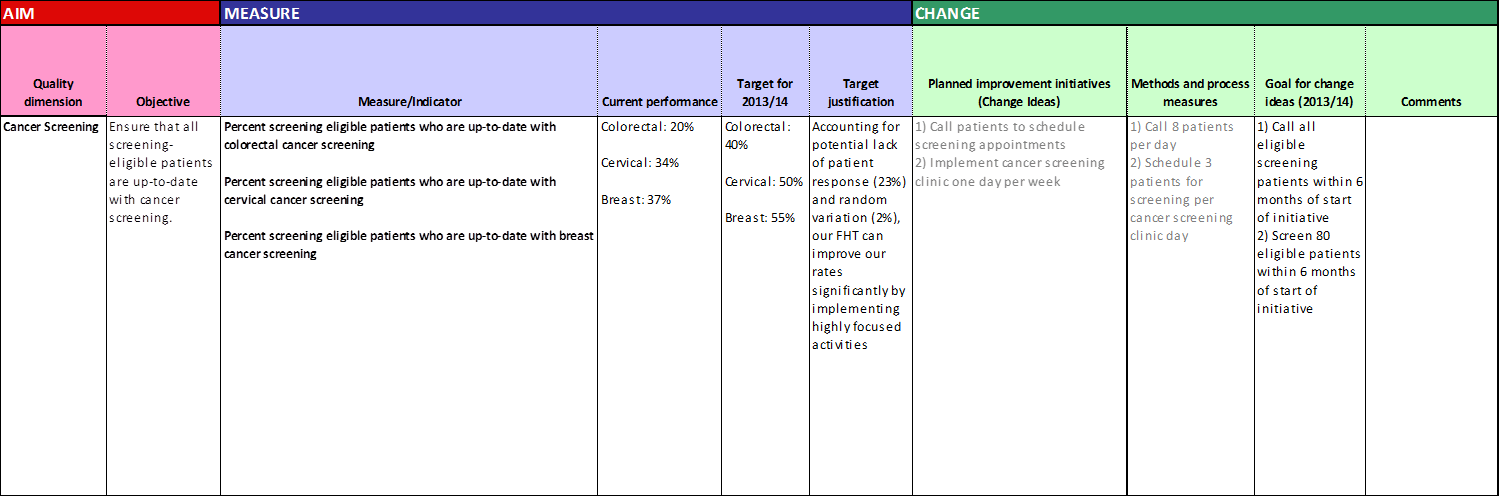 AIM
MEASURE
CHANGE
Quality
dimension
Objective
Measure/Indicator
Current performance
Target for
2013/14
Target
justification
Planned improvement initiatives
(Change Ideas)
Methods and process
measures
Goal for change
ideas (2013/14)
Comments
Cancer Screening
Ensure that all
screening-
eligible patients
are up-to-date
with cancer
screening.
Percent screening eligible patients who are up-to-date with
colorectal cancer screening
Percent screening eligible patients who are up-to-date with
cervical cancer screening
Percent screening eligible patients who are up-to-date with breast
cancer screening
Colorectal: 20%
Cervical: 34%
Breast: 37%
Colorectal:
40%
Cervical: 50%
Breast: 55%
Accounting for
potential lack
of patient
response (23%)
and random
variation (2%),
our FHT can
improve our
rates
significantly by
implementing
highly focused
activities
1) Call patients to schedule
screening appointments
2) Implement cancer screening
clinic one day per week
1) Call 8 patients
per day
2) Schedule 3
patients for
screening per
cancer screening
clinic day
1) Call all
eligible
screening
patients within 6
months of start
of initiative
2) Screen 80
eligible patients
within 6 months
of start of
initiative